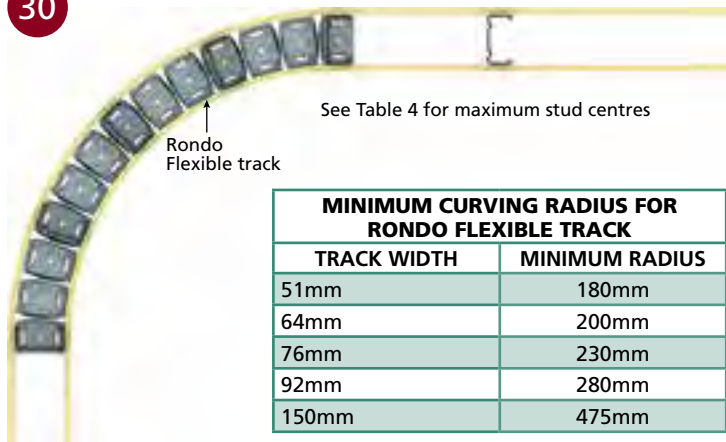 30
See Table 4 for maximum stud centres
Rondo
Flexible track
MINIMUM CURVING RADIUS FOR
RONDO FLEXIBLE TRACK
TRACK WIDTH MINIMUM RADIUS
51mm 180mm
64mm 200mm
76mm 230mm
92mm 280mm
150mm 475mm